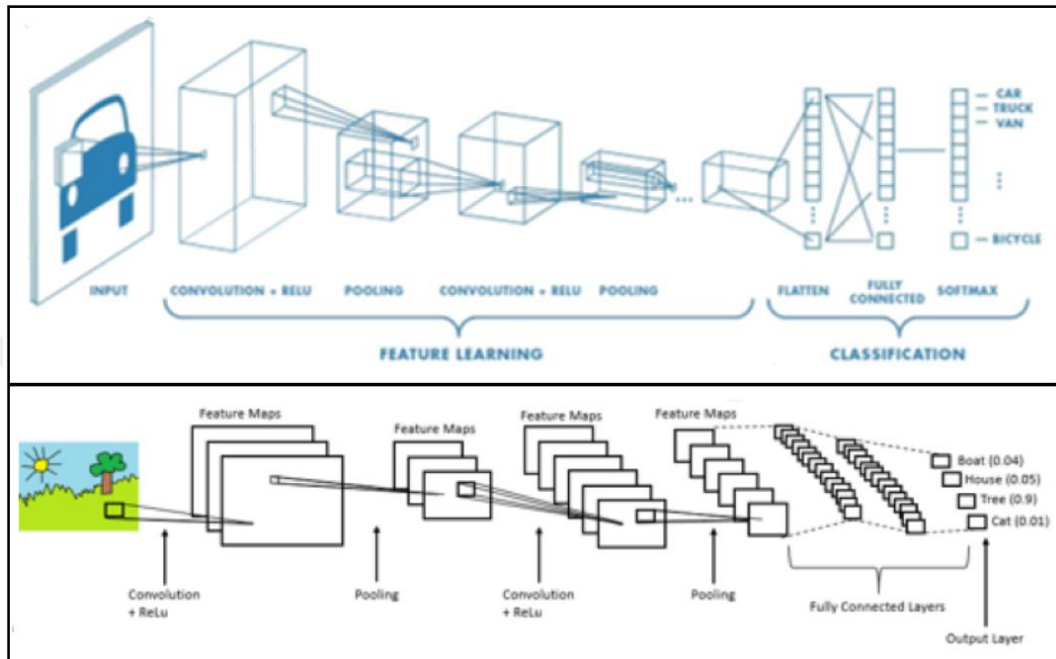 CAR
TRUCK
VAN
BICYCLE
INPUT
CONVOLUTION + RELU
POOLING
CONVOLUTION + RELU
POOLING
FLATTEN
FULLY
CONNECTED
SOFTMAX
FEATURE LEARNING
CLASSIFICATION
Feature Maps
Feature Maps
Feature Maps
Feature Maps
Boat (0.04)
House (0.05)
Tree (0.9)
Cat (0.01)
Convolution
+ ReLu
Pooling
Convolution
+ ReLu
Pooling
Fully Connected Layers
Output Layer